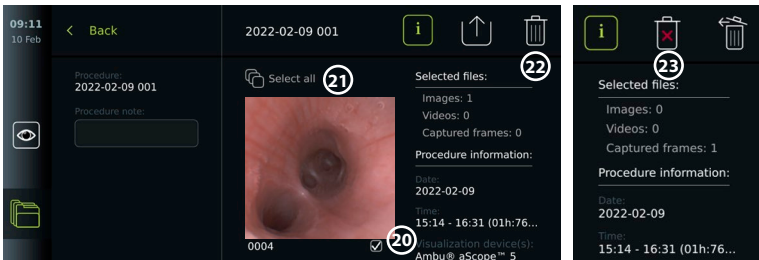 09:11
10 Feb
Back
2022-02-09 001
i
Procedure:
2022-02-09 001
Procedure note:
Select all
21
22
Selected files:
Images: 1
Videos: 0
Captured frames: 0
Procedure information:
Date:
2022-02-09
Time:
15:14 - 16:31 (01h:76...
Visualization device(s):
Ambu® aScope™ 5
0004
20
i
23
Selected files:
Images: 0
Videos: 0
Captured frames: 1
Procedure information:
Date:
2022-02-09
Time:
15:14 - 16:31 (01h:76...